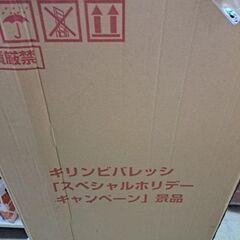 積厳禁
キリンビバレッジ
「スペシャルホリデー
キャンペーン」景品